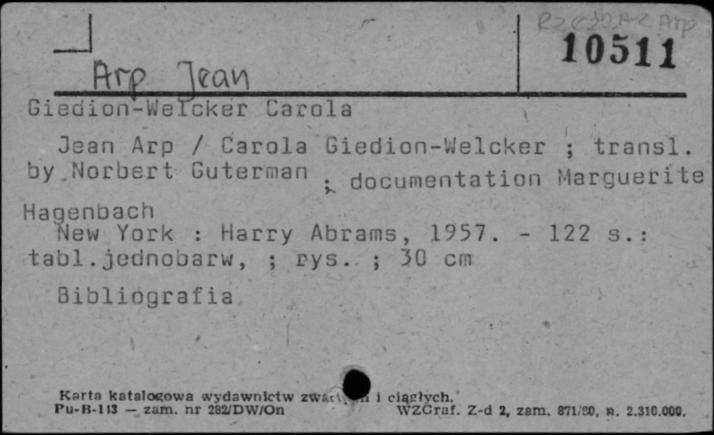 Rzeźba Arp
10511
Arp Jean
Giedion-Welcker Carola
Jean Arp / Carola Giedion-Welcker ; transl.
by Norbert Guterman ; documentation Marguerite
Hagenbach
New York : Harry Abrams, 1957. - 122 s.:
tabl.jednobarw, ; rys. ; 30 cm
Bibliografia
Karta katalogowa wydawnictw i ciągłych.
Pu-B-113 — zam. nr 282/DW/On WZGraf. Z-d 2, zam. 871/80, n. 2.310.000.